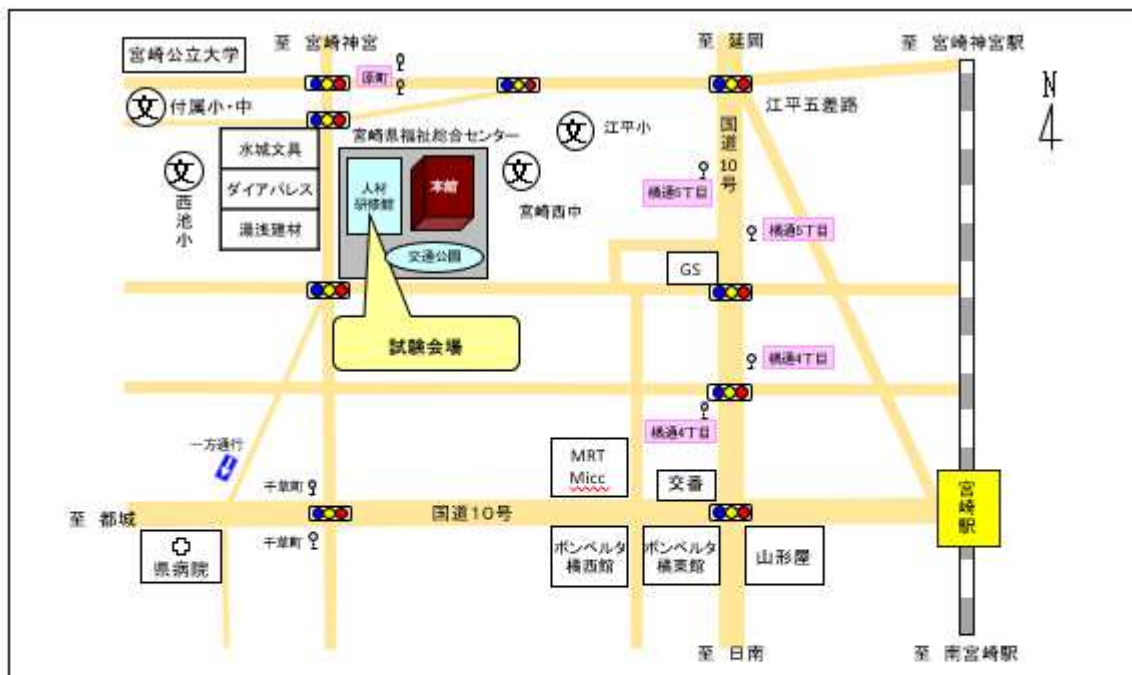 至 宮崎神宮
至 延岡
至 宮崎神宮駅
宮崎公立大学
原町
N
付属小・中
文
江平五差路
水城文具
宮崎県福祉総合センター
文
江平小
国道10号
文
西池小
ダイアパレス
人材
研修館
本館
文
宮崎西中
橘通5丁目
湯浅建材
交通公園
橘通5丁目
GS
試験会場
橘通4丁目
橘通4丁目
一方通行
MRT
Micc
交番
千草町
宮崎駅
至 都城
国道10号
千草町
県病院
ボンベルタ
橘西館
ボンベルタ
橘東館
山形屋
至 日南
至 南宮崎駅